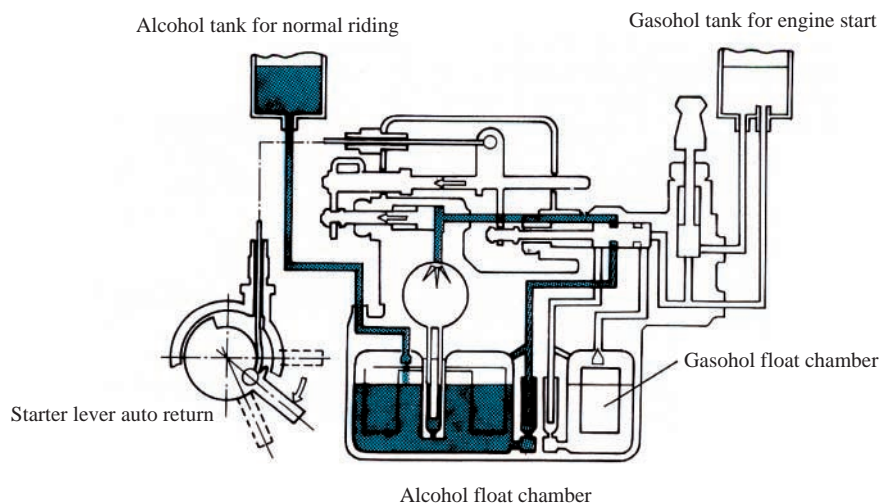 Alcohol tank for normal riding
Gasohol tank for engine start
Gasohol float chamber
Starter lever auto return
Alcohol float chamber